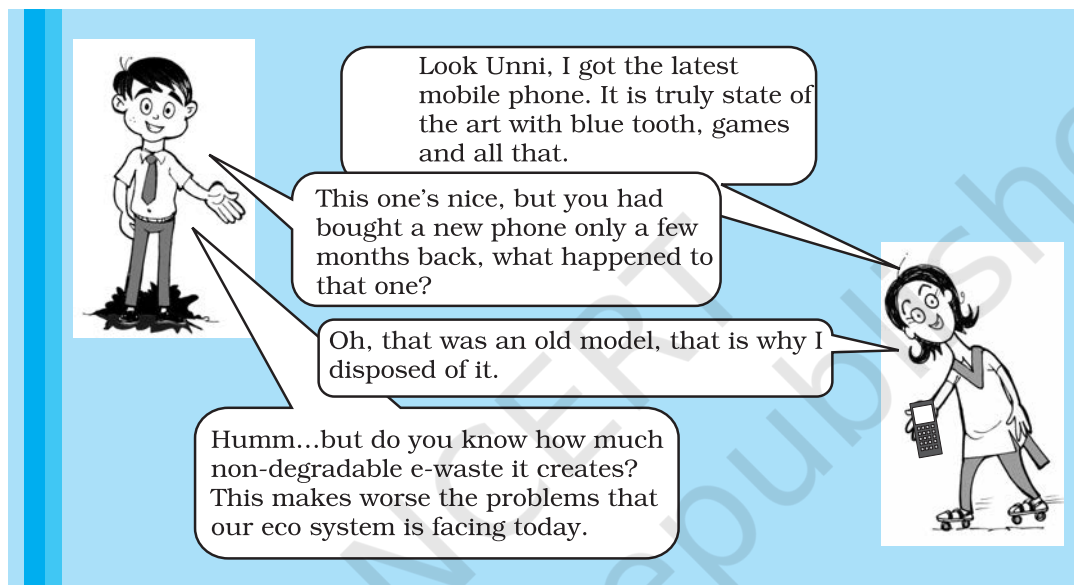 Look Unni, I got the latest
mobile phone. It is truly state of
the art with blue tooth, games
and all that.
This one's nice, but you had
bought a new phone only a few
months back, what happened to
that one?
Oh, that was an old model, that is why I
disposed of it.
Humm...but do you know how much
non-degradable e-waste it creates?
This makes worse the problems that
our eco system is facing today.
NCERT
republishe